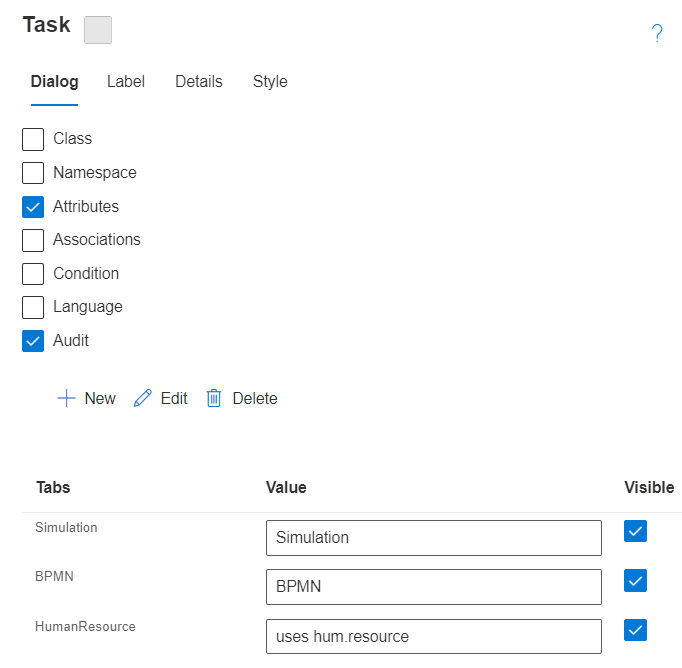 Task
?
Dialog Label Details Style
Class
Namespace
Attributes
Associations
Condition
Language
Audit
New Edit Delete
Tabs Value Visible
Simulation Simulation
BPMN BPMN
HumanResource uses hum.resource